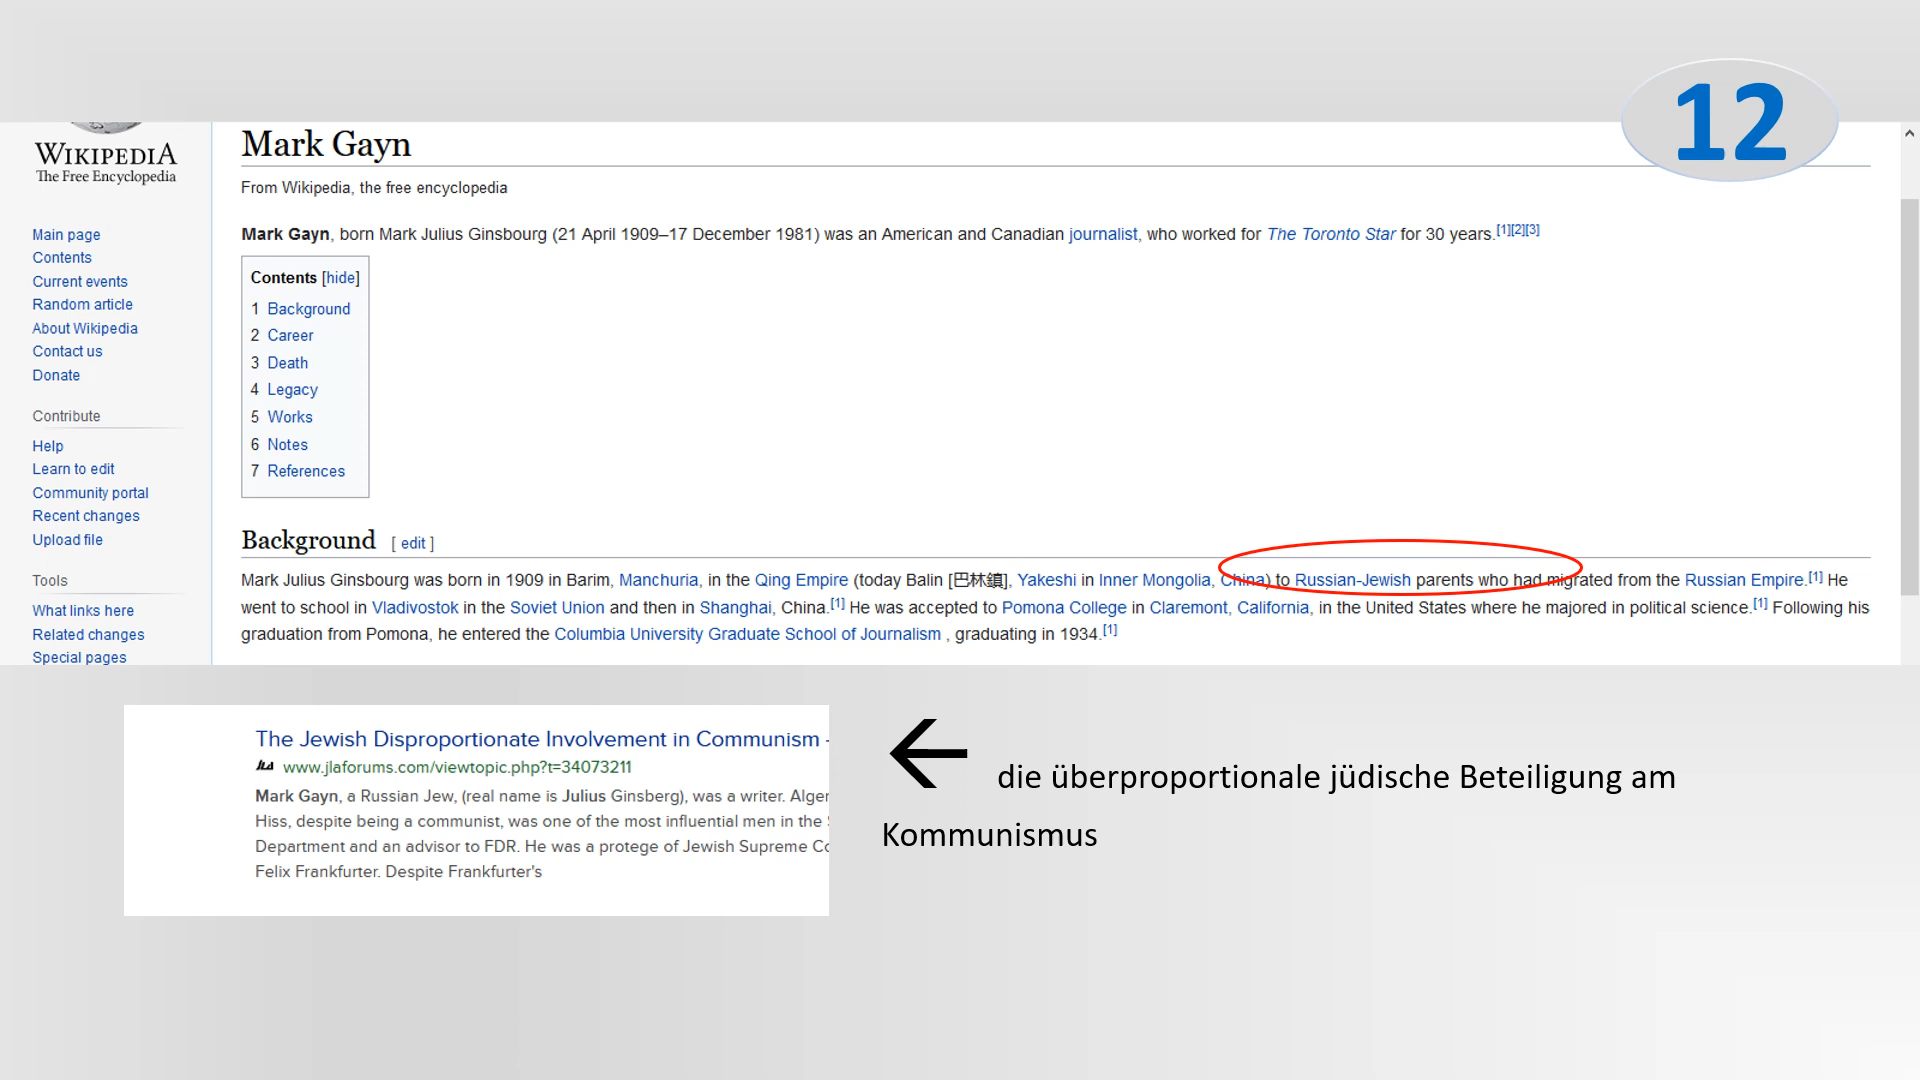 12
WIKIPEDIA
The Free Encyclopedia
Main page
Contents
Current events
Random article
About Wikipedia
Contact us
Donate
Contribute
Help
Learn to edit
Community portal
Recent changes
Upload file
Tools
What links here
Related changes
Special pages
Mark Gayn
From Wikipedia, the free encyclopedia
Mark Gayn, born Mark Julius Ginsbourg (21 April 1909–17 December 1981) was an American and Canadian journalist, who worked for The Toronto Star for 30 years.[1][2][3]
Contents [hide]
1 Background
2 Career
3 Death
4 Legacy
5 Works
6 Notes
7 References
Background [ edit ]
Mark Julius Ginsbourg was born in 1909 in Barim, Manchuria, in the Qing Empire (today Balin [巴林鎮], Yakeshi in Inner Mongolia, China) to Russian-Jewish parents who had migrated from the Russian Empire.[1] He
went to school in Vladivostok in the Soviet Union and then in Shanghai, China.[1] He was accepted to Pomona College in Claremont, California, in the United States where he majored in political science.[1] Following his
graduation from Pomona, he entered the Columbia University Graduate School of Journalism , graduating in 1934.[1]
The Jewish Disproportionate Involvement in Communism -
JLA www.jlaforums.com/viewtopic.php?t=34073211
Mark Gayn, a Russian Jew, (real name is Julius Ginsberg), was a writer. Alger
Hiss, despite being a communist, was one of the most influential men in the
Department and an advisor to FDR. He was a protege of Jewish Supreme Co
Felix Frankfurter. Despite Frankfurter's
← die überproportionale jüdische Beteiligung am
Kommunismus